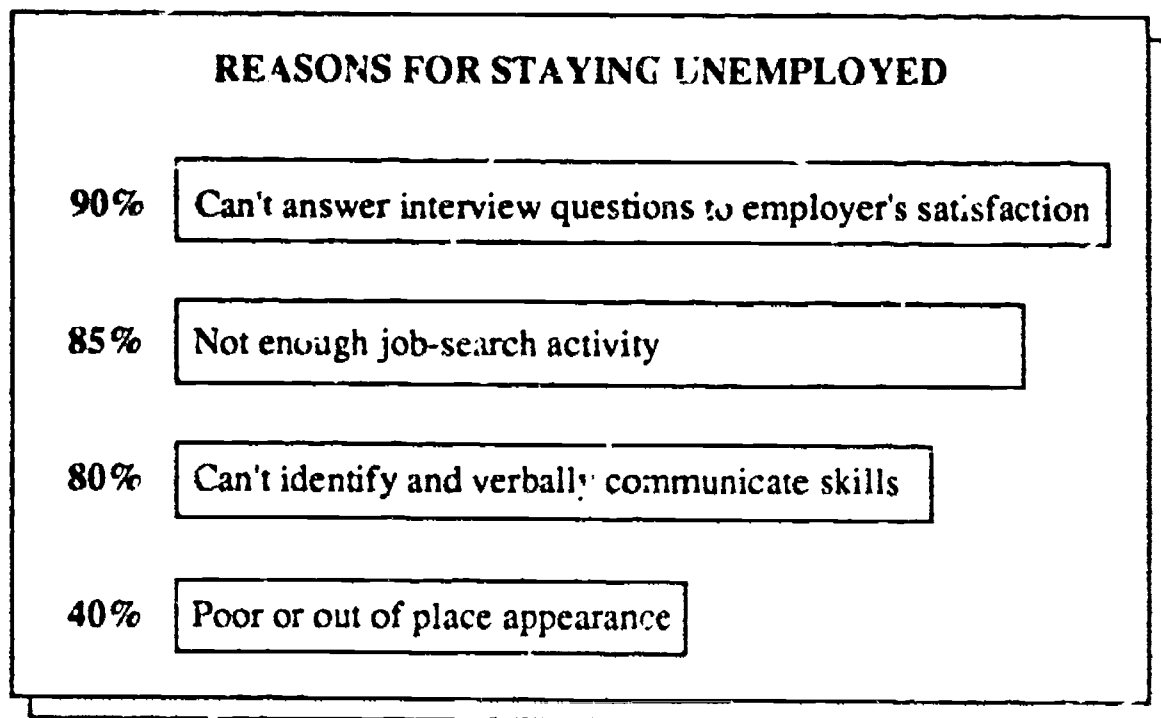 REASONS FOR STAYING UNEMPLOYED
90% Can't answer interview questions to employer's satisfaction
85% Not enough job-search activity
80% Can't identify and verbally communicate skills
40% Poor or out of place appearance